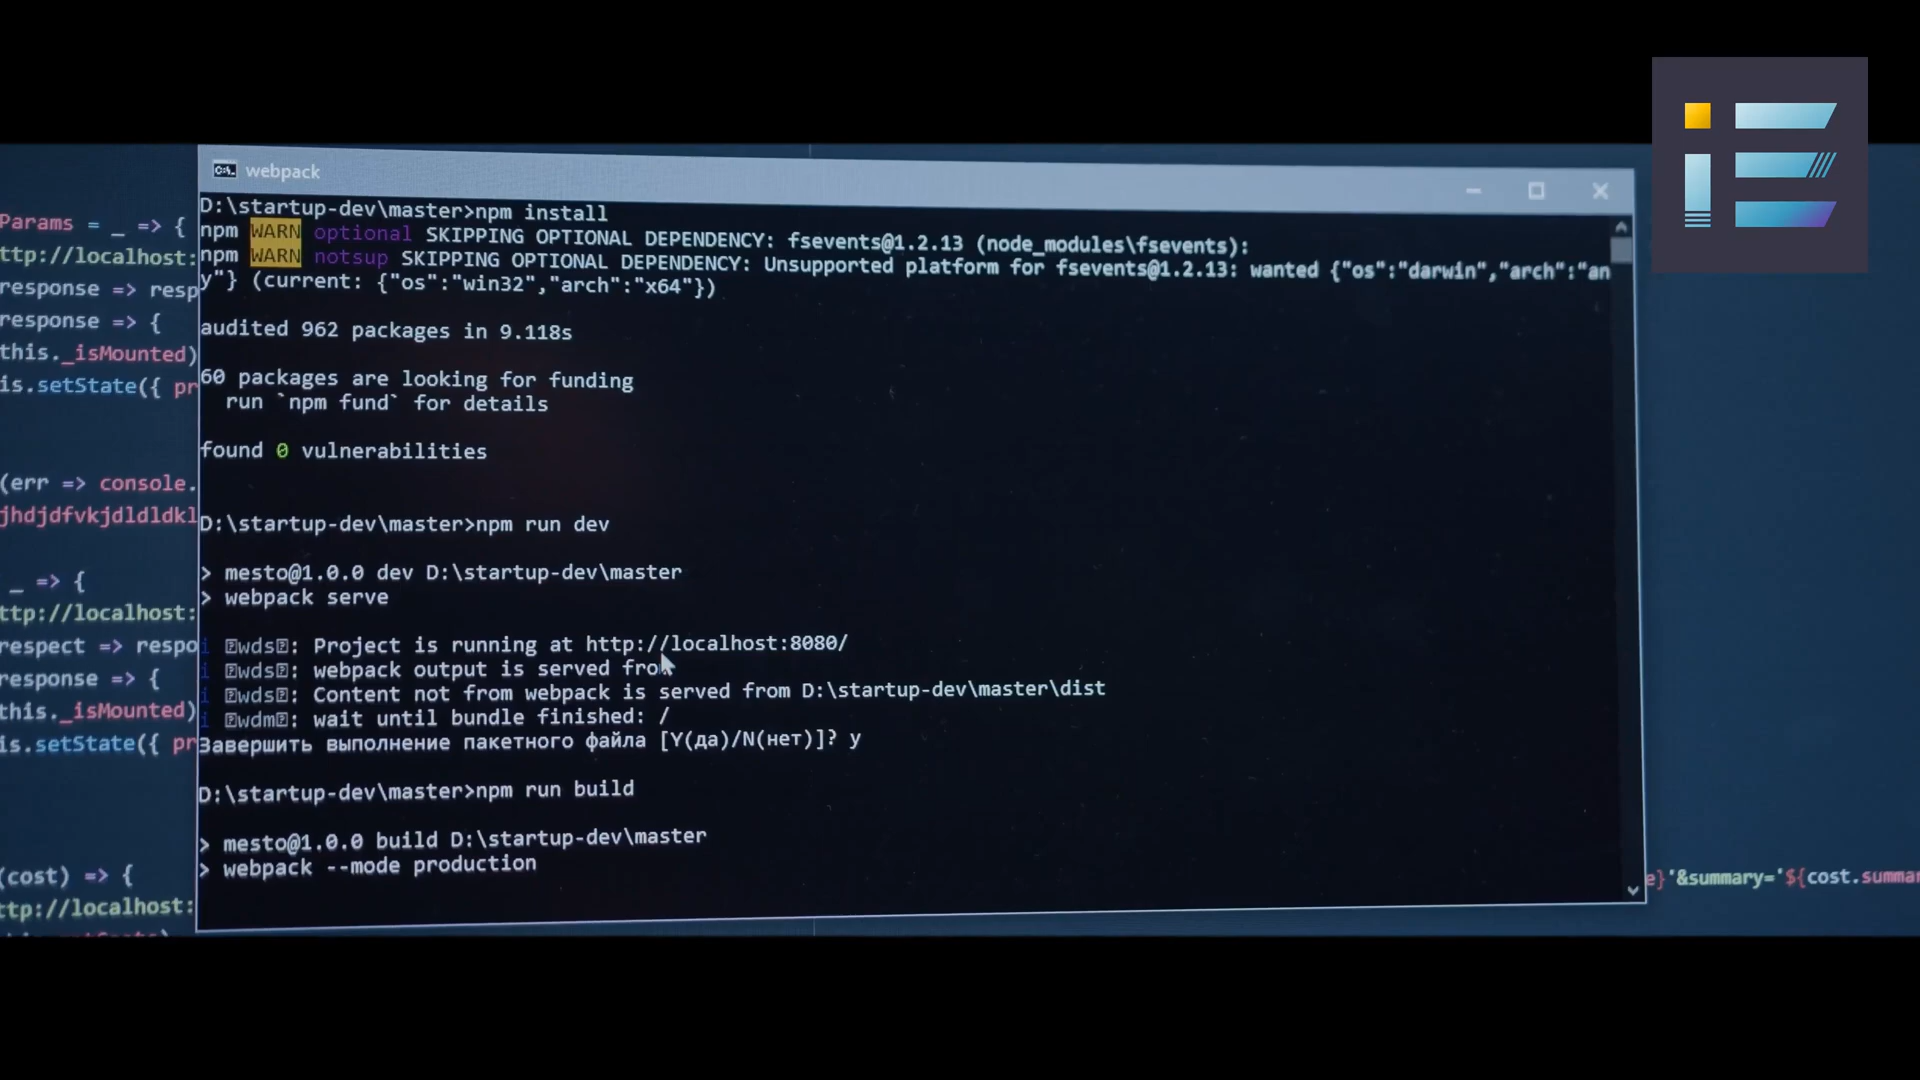 webpack
D:\startup-dev\master>npm install
npm WARN optional SKIPPING OPTIONAL DEPENDENCY: fsevents@1.2.13 (node_modules\fsevents):
npm WARN notsup SKIPPING OPTIONAL DEPENDENCY: Unsupported platform for fsevents@1.2.13: wanted {"os":"darwin","arch":"an
y"} (current: {"os":"win32","arch":"x64"})
audited 962 packages in 9.118s
60 packages are looking for funding
run `npm fund` for details
found 0 vulnerabilities
D:\startup-dev\master>npm run dev
> mesto@1.0.0 dev D:\startup-dev\master
> webpack serve
i ⍰wds⍰: Project is running at http://localhost:8080/
i ⍰wds⍰: webpack output is served from
i ⍰wds⍰: Content not from webpack is served from D:\startup-dev\master\dist
i ⍰wdm⍰: wait until bundle finished: /
Завершить выполнение пакетного файла [Y(да)/N(нет)]? y
D:\startup-dev\master>npm run build
> mesto@1.0.0 build D:\startup-dev\master
> webpack --mode production
Params = _ => {
ttp://localhost:
response => resp
response => {
this._isMounted)
is.setState({ pr
(err => console.
jhdjdfvkjdldldkl
_ => {
ttp://localhost:
respect => respo
response => {
this._isMounted)
is.setState({ pr
(cost) => {
ttp://localhost:
e}'&summary='${cost.summar
iE